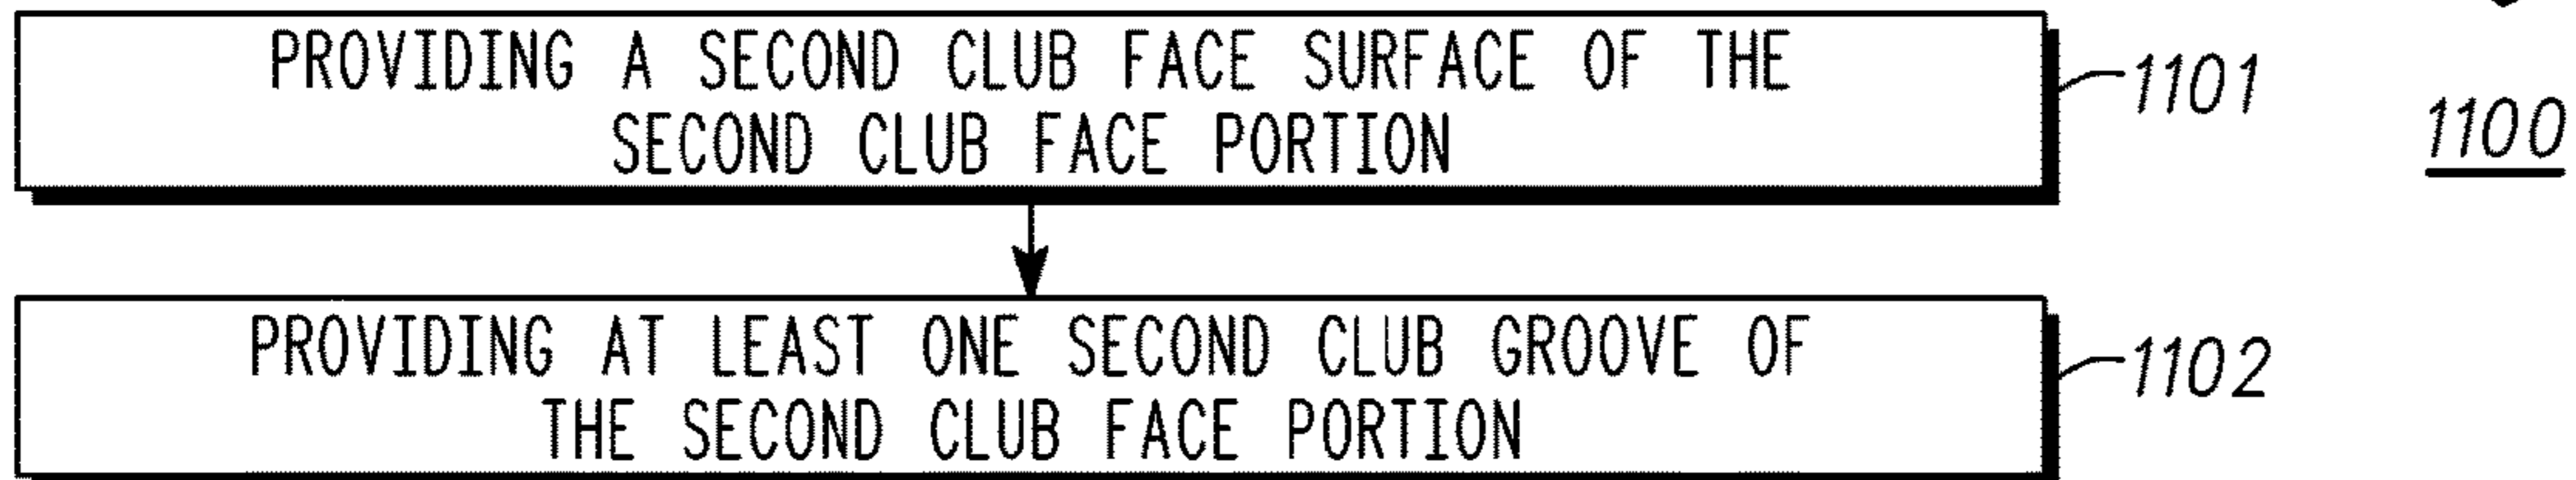 PROVIDING A SECOND CLUB FACE SURFACE OF THE
SECOND CLUB FACE PORTION
1101
1100
PROVIDING AT LEAST ONE SECOND CLUB GROOVE OF
THE SECOND CLUB FACE PORTION
1102